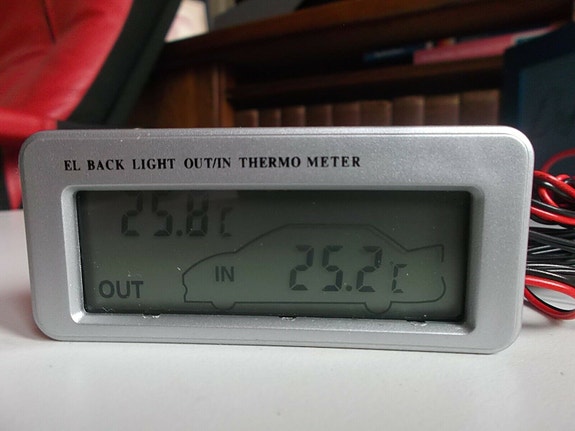 EL BACK LIGHT OUT/IN THERMO METER
25.8℃
OUT
IN
25.2℃